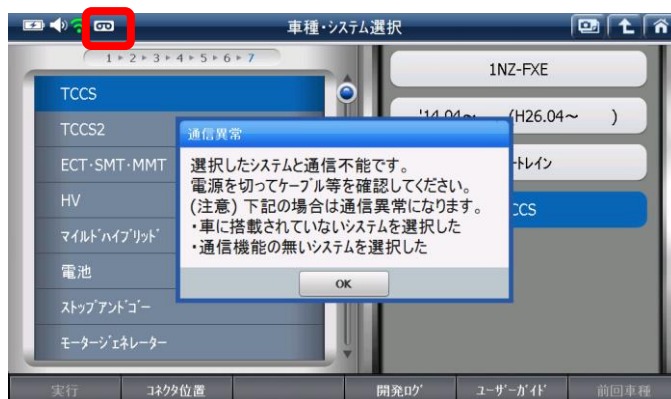 車種・システム選択
1 ▶ 2 ▶ 3 ▶ 4 ▶ 5 ▶ 6 ▶ 7
TCCS
TCCS2
ECT・SMT・MMT
HV
マイルドハイブリッド
電池
ストップアンドゴー
モータージェネレーター
1NZ-FXE
'14.04～ (H26.04～ )
トレイン
CCS
通信異常
選択したシステムと通信不能です。
電源を切ってケーブル等を確認してください。
(注意) 下記の場合は通信異常になります。
・車に搭載されていないシステムを選択した
・通信機能の無いシステムを選択した
OK
実行 コネクタ位置 開発ログ ユーザーガイド 前回車種